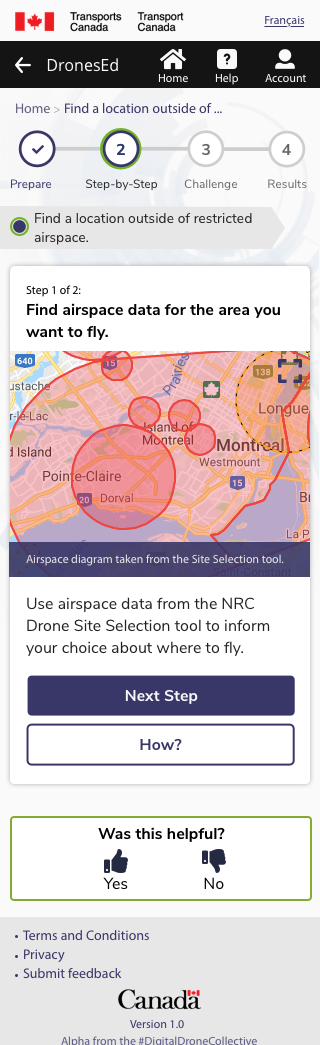 Transports
Canada
Transport
Canada
Français
DronesEd
Home
Help
Account
Home > Find a location outside of ...
2
3
4
Prepare
Step-by-Step
Challenge
Results
Find a location outside of restricted
airspace.
Step 1 of 2:
Find airspace data for the area you
want to fly.
640
15
Prairies
138
ustache
Longue
r-le-Lac
Island of
Montreal
d Island
Montreal
Westmount
Pointe-Claire
15
20
Dorval
Br
La P
Saint-Constant
Airspace diagram taken from the Site Selection tool.
Use airspace data from the NRC
Drone Site Selection tool to inform
your choice about where to fly.
Next Step
How?
Was this helpful?
Yes
No
• Terms and Conditions
• Privacy
• Submit feedback
Canada
Version 1.0
Alpha from the #DigitalDroneCollective